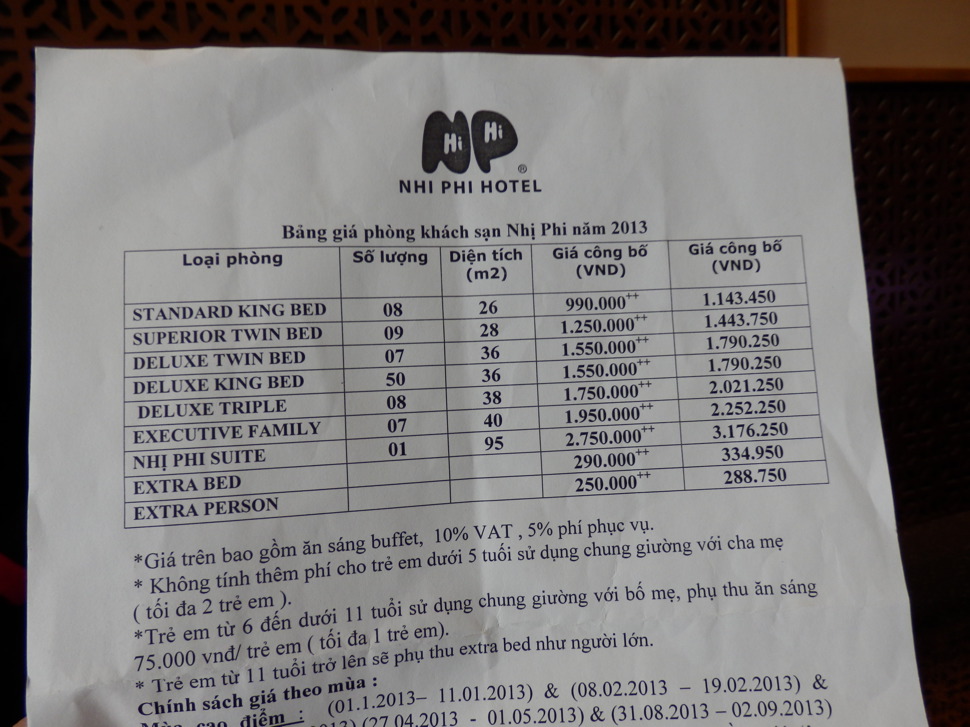 Hi Hi
NP ®
NHI PHI HOTEL
Bảng giá phòng khách sạn Nhị Phi năm 2013
Loại phòng Số lượng Diện tích (m2) Giá công bố (VND) Giá công bố (VND)
STANDARD KING BED 08 26 990.000++ 1.143.450
SUPERIOR TWIN BED 09 28 1.250.000++ 1.443.750
DELUXE TWIN BED 07 36 1.550.000++ 1.790.250
DELUXE KING BED 50 36 1.550.000++ 1.790.250
DELUXE TRIPLE 08 38 1.750.000++ 2.021.250
EXECUTIVE FAMILY 07 40 1.950.000++ 2.252.250
NHỊ PHI SUITE 01 95 2.750.000++ 3.176.250
EXTRA BED 290.000++ 334.950
EXTRA PERSON 250.000++ 288.750
*Giá trên bao gồm ăn sáng buffet, 10% VAT , 5% phí phục vụ.
* Không tính thêm phí cho trẻ em dưới 5 tuổi sử dụng chung giường với cha mẹ
( tối đa 2 trẻ em ).
*Trẻ em từ 6 đến dưới 11 tuổi sử dụng chung giường với bố mẹ, phụ thu ăn sáng
75.000 vnđ/ trẻ em ( tối đa 1 trẻ em).
* Trẻ em từ 11 tuổi trở lên sẽ phụ thu extra bed như người lớn.
Chính sách giá theo mùa :
Mùa cao điểm : (01.1.2013– 11.01.2013) & (08.02.2013 – 19.02.2013) &
(27.04.2013 - 01.05.2013) & (31.08.2013 – 02.09.2013)